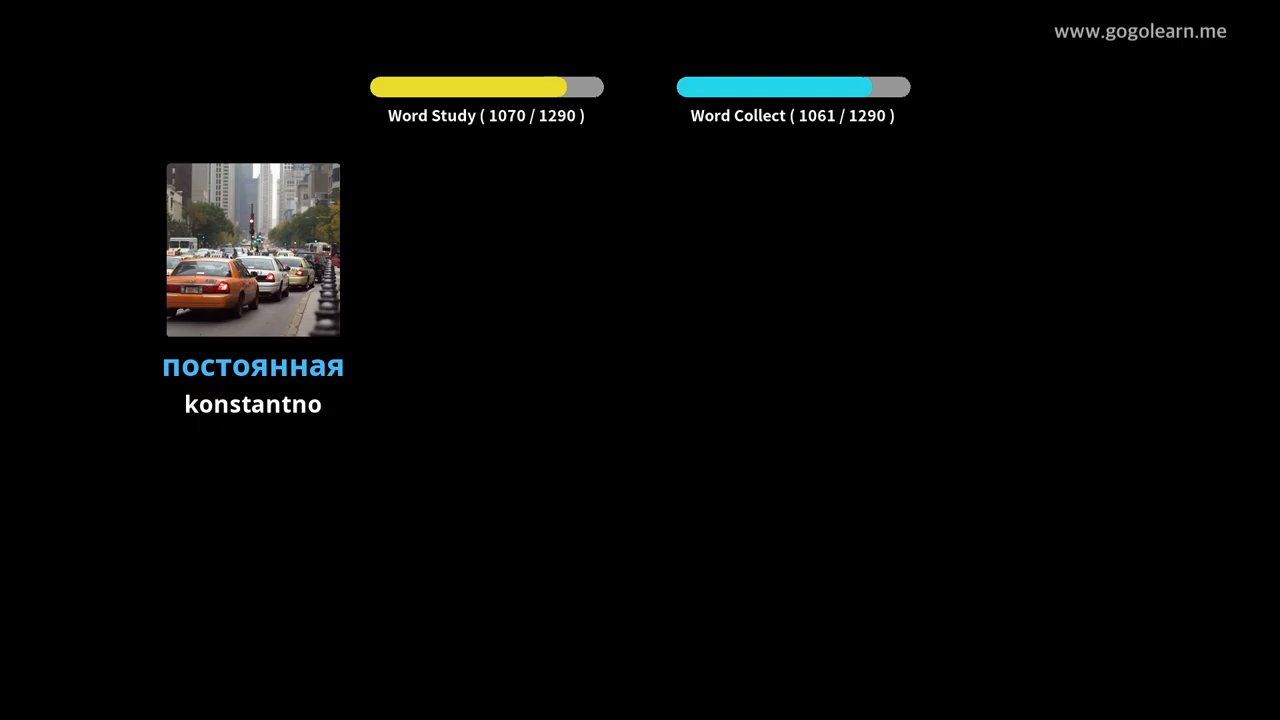 www.gogolearn.me
Word Study ( 1070 / 1290 )
Word Collect ( 1061 / 1290 )
постоянная
konstantno